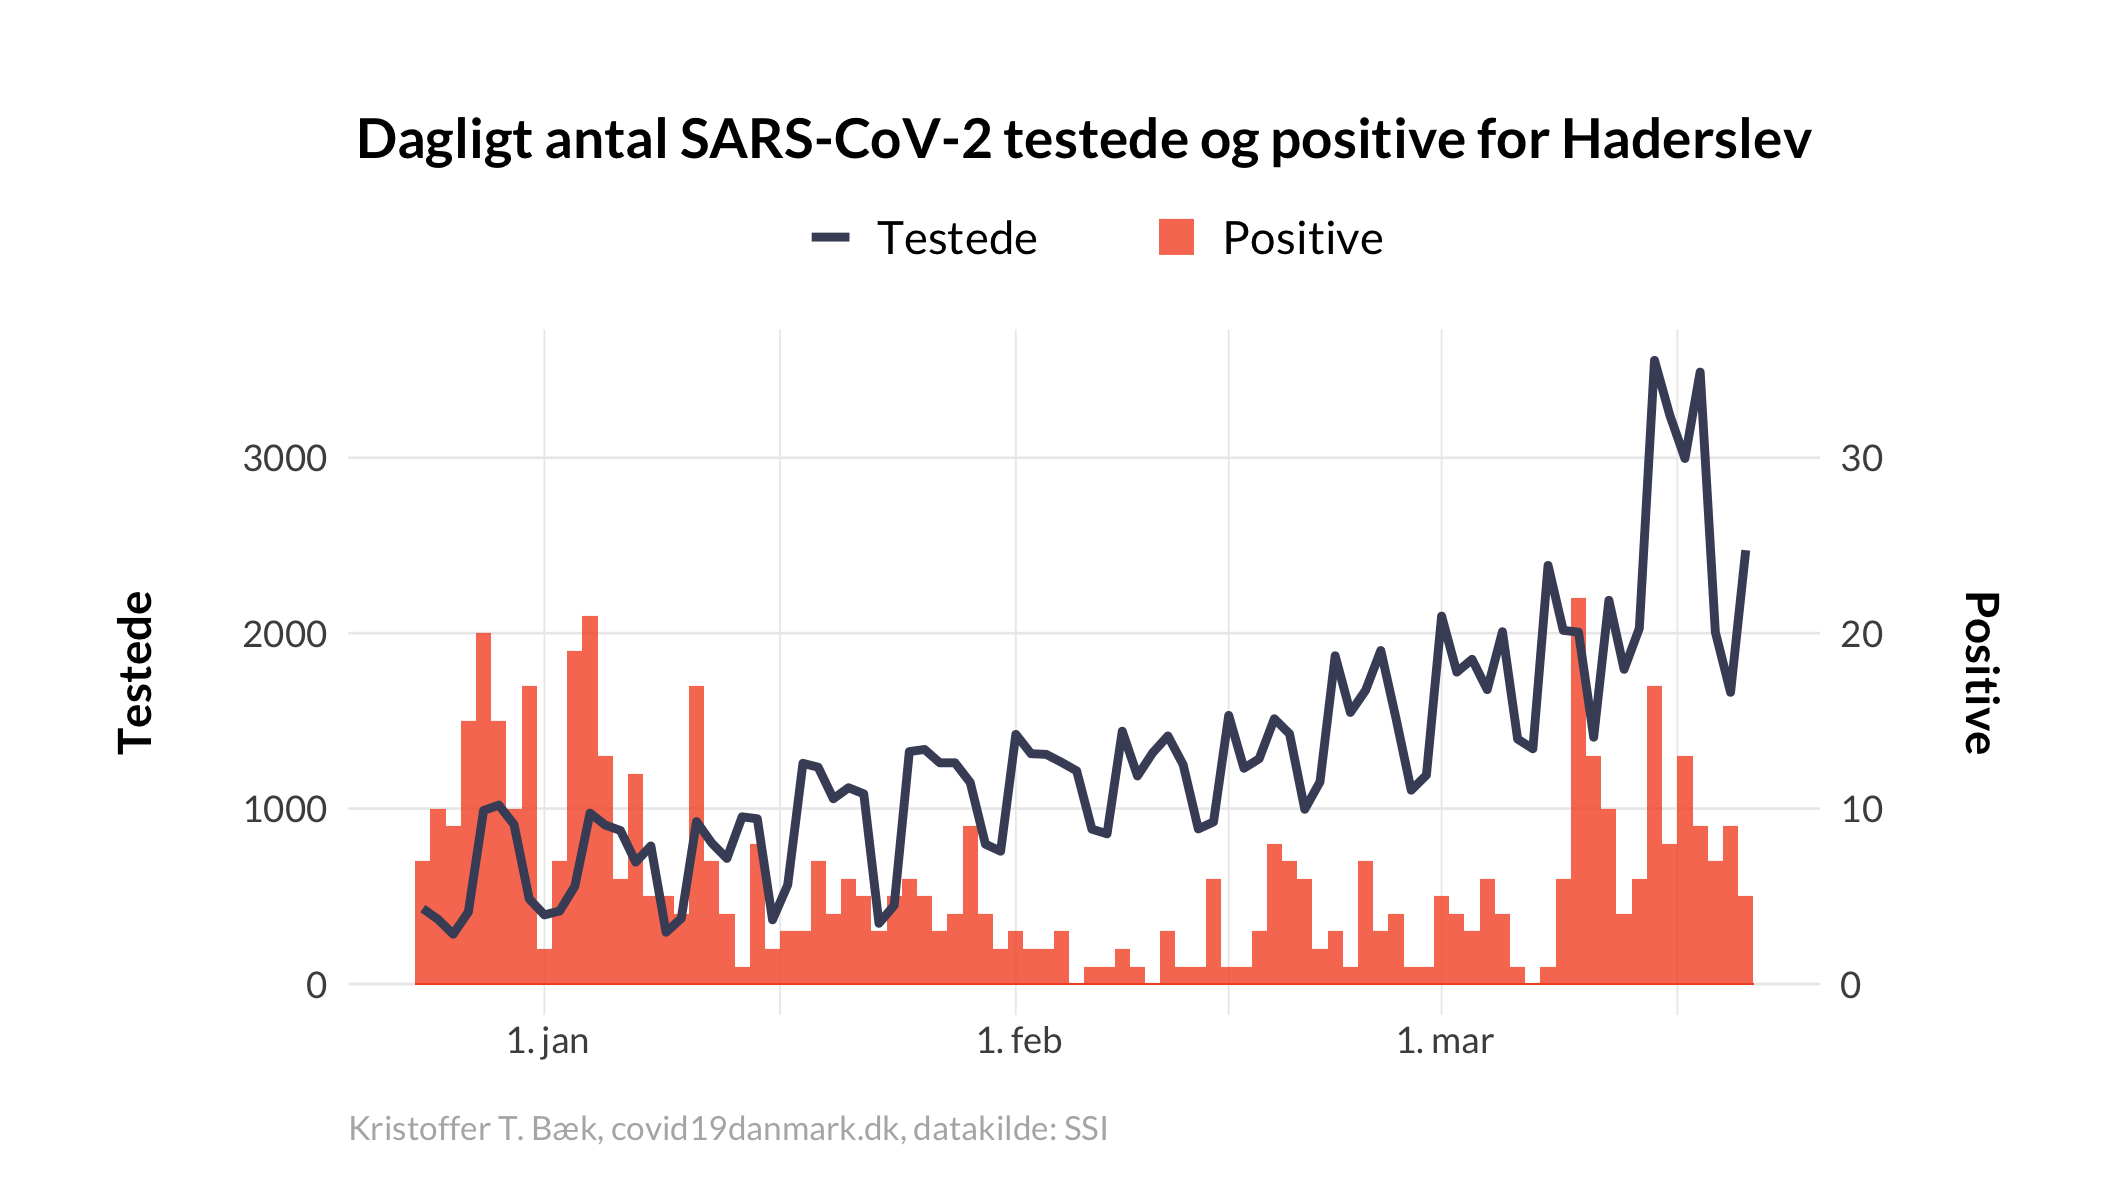 Dagligt antal SARS-CoV-2 testede og positive for Haderslev
Testede
Positive
3000
2000
1000
0
Testede
30
20
10
0
Positive
1. jan
1. feb
1. mar
Kristoffer T. Bæk, covid19danmark.dk, datakilde: SSI